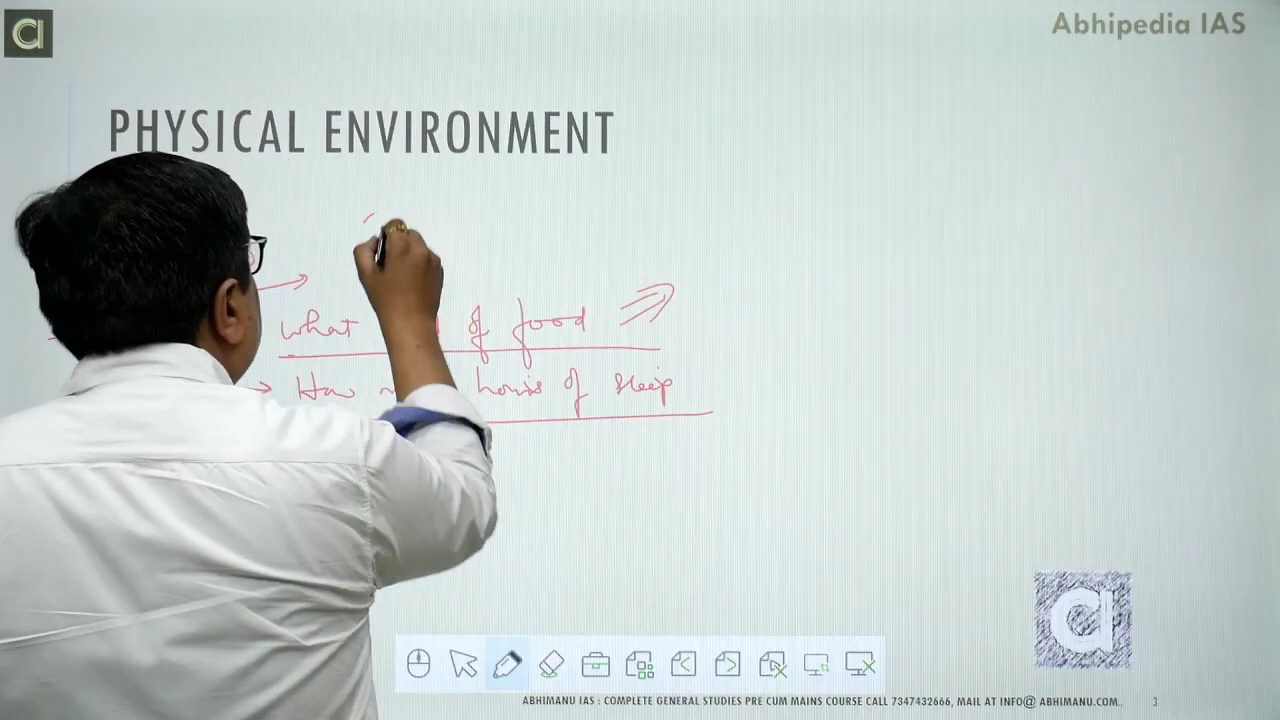 Abhipedia IAS
PHYSICAL ENVIRONMENT
what of food
How hours of sleep
ABHIMANU IAS : COMPLETE GENERAL STUDIES PRE CUM MAINS COURSE CALL 7347432666, MAIL AT INFO@ ABHIMANU.COM..
3